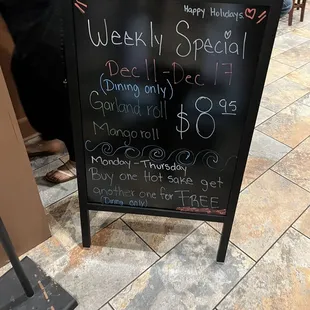 Happy Holidays
Weekly Special
Dec 11 - Dec 17
(Dining only)
Garland roll
Mango roll
$8.95
Monday - Thursday
Buy one Hot sake get
another one for FREE
(Dining only)